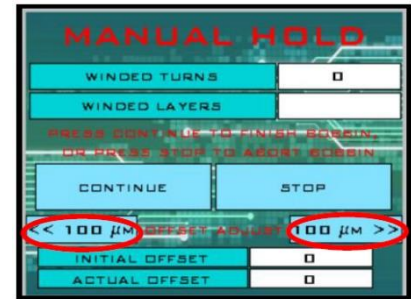 MANUAL HOLD
WINDED TURNS 0
WINDED LAYERS
PRESS CONTINUE TO FINISH BOBBIN,
OR PRESS STOP TO ABORT BOBBIN
CONTINUE STOP
<< 100 µM OFFSET ADJUST 100 µM >>
INITIAL OFFSET 0
ACTUAL OFFSET 0